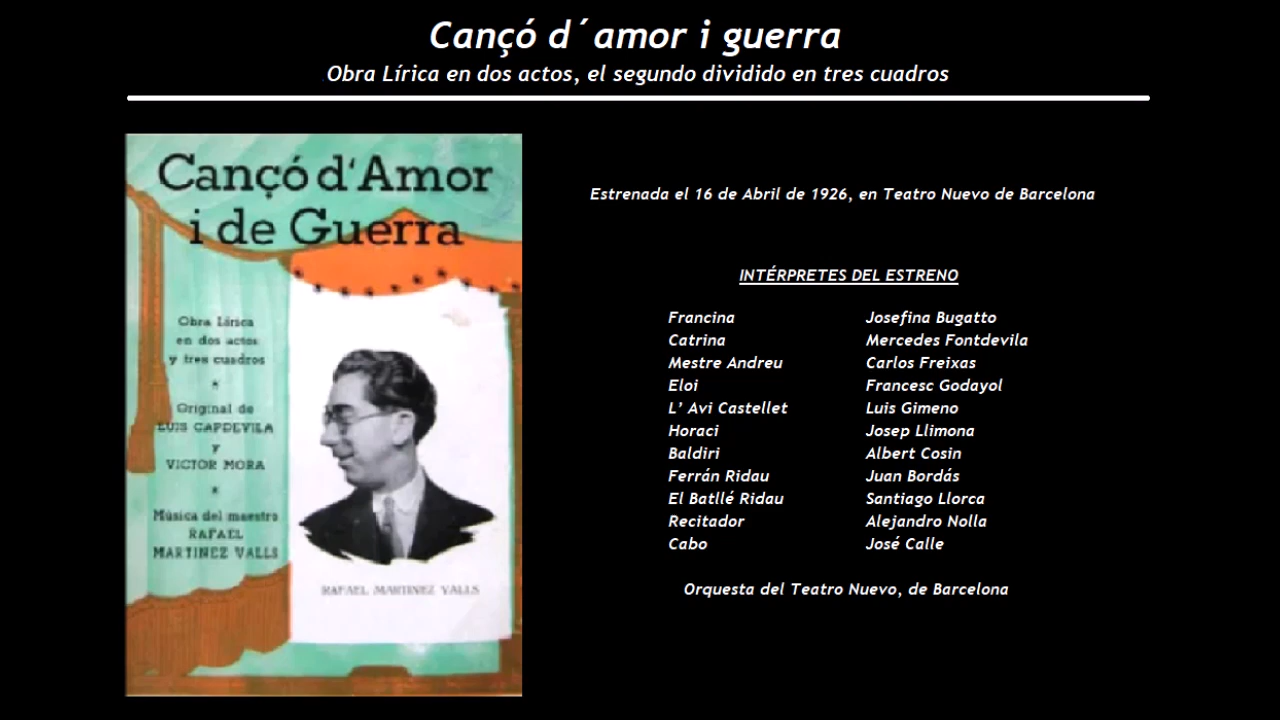 Cançó d´amor i guerra
Obra Lírica en dos actos, el segundo dividido en tres cuadros
Cançó d'Amor
i de Guerra
Obra Lírica
en dos actos
y tres cuadros
*
Original de
LUIS CAPDEVILA
y
VICTOR MORA
*
Música del maestro
RAFAEL
MARTINEZ VALLS
RAFAEL MARTINEZ VALLS
Estrenada el 16 de Abril de 1926, en Teatro Nuevo de Barcelona
INTÉRPRETES DEL ESTRENO
Francina Josefina Bugatto
Catrina Mercedes Fontdevila
Mestre Andreu Carlos Freixas
Eloi Francesc Godayol
L’ Avi Castellet Luis Gimeno
Horaci Josep Llimona
Baldiri Albert Cosin
Ferrán Ridau Juan Bordás
El Batllé Ridau Santiago Llorca
Recitador Alejandro Nolla
Cabo José Calle
Orquesta del Teatro Nuevo, de Barcelona